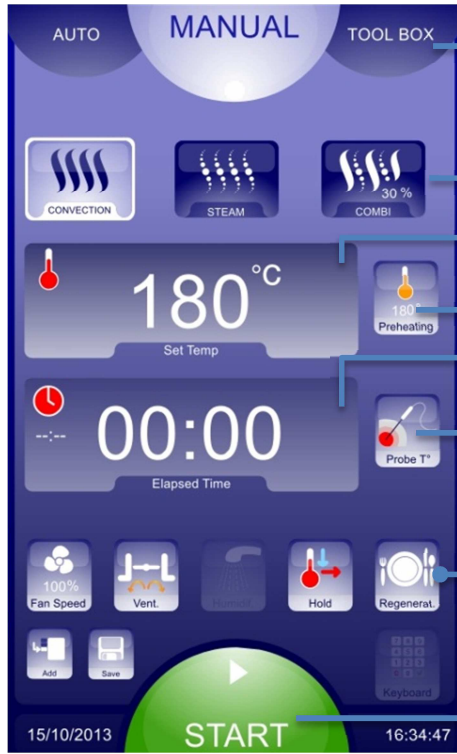 AUTO
MANUAL
TOOL BOX
CONVECTION
STEAM
30 %
COMBI
180°C
Set Temp
180°
Preheating
--:--
00:00
Elapsed Time
Probe T°
100%
Fan Speed
Vent.
Humidif.
Hold
Regenerat.
Add
Save
Keyboard
15/10/2013
START
16:34:47